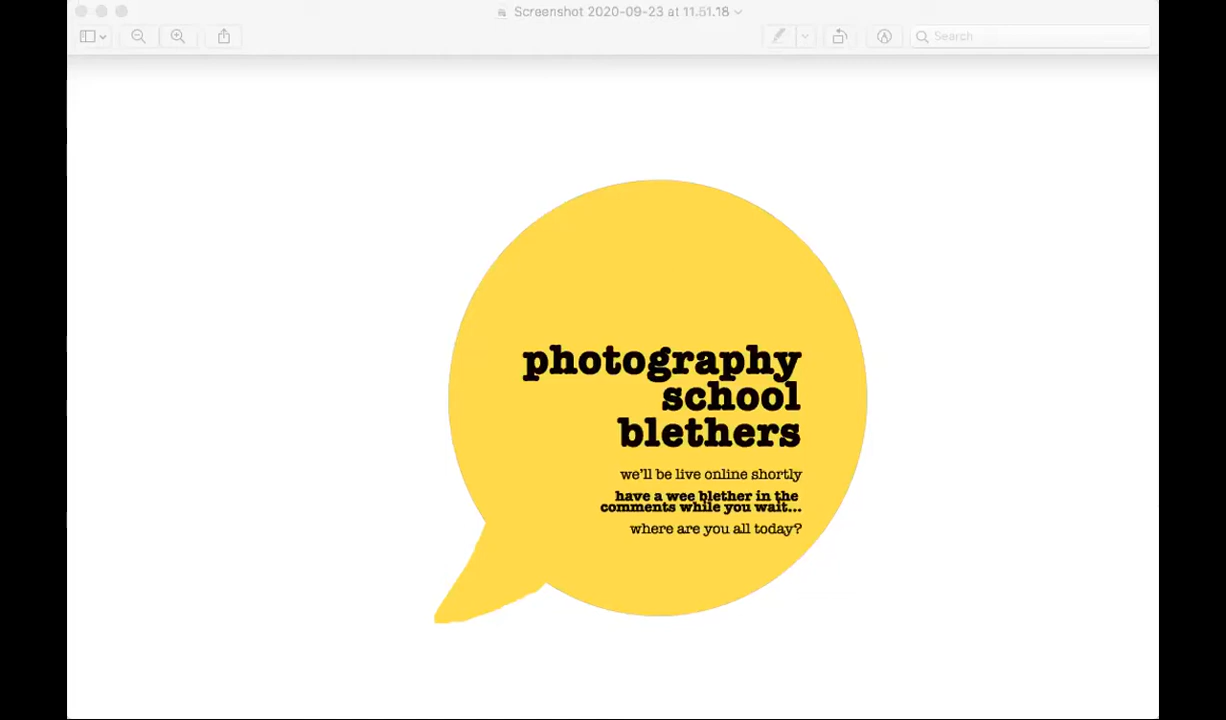 Screenshot 2020-09-23 at 11.51.18
Search
photography
school
blethers
we'll be live online shortly
have a wee blether in the
comments while you wait...
where are you all today?